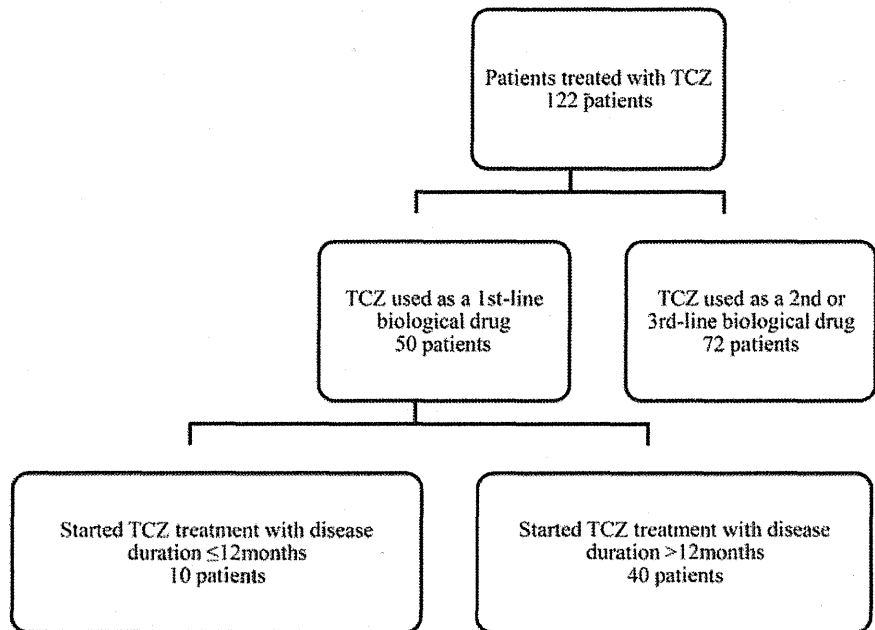 Patients treated with TCZ
122 patients
TCZ used as a 1st-line
biological drug
50 patients
TCZ used as a 2nd or
3rd-line biological drug
72 patients
Started TCZ treatment with disease
duration ≤12months
10 patients
Started TCZ treatment with disease
duration >12months
40 patients